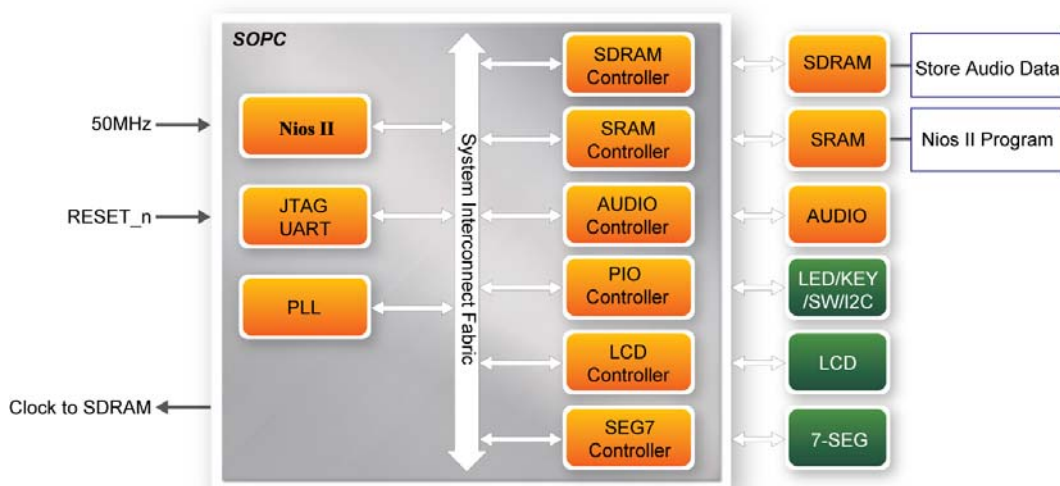 SOPC
50MHz
RESET_n
Clock to SDRAM
Nios II
JTAG
UART
PLL
System Interconnect Fabric
SDRAM
Controller
SRAM
Controller
AUDIO
Controller
PIO
Controller
LCD
Controller
SEG7
Controller
SDRAM
SRAM
AUDIO
LED/KEY
/SW/I2C
LCD
7-SEG
Store Audio Data
Nios II Program